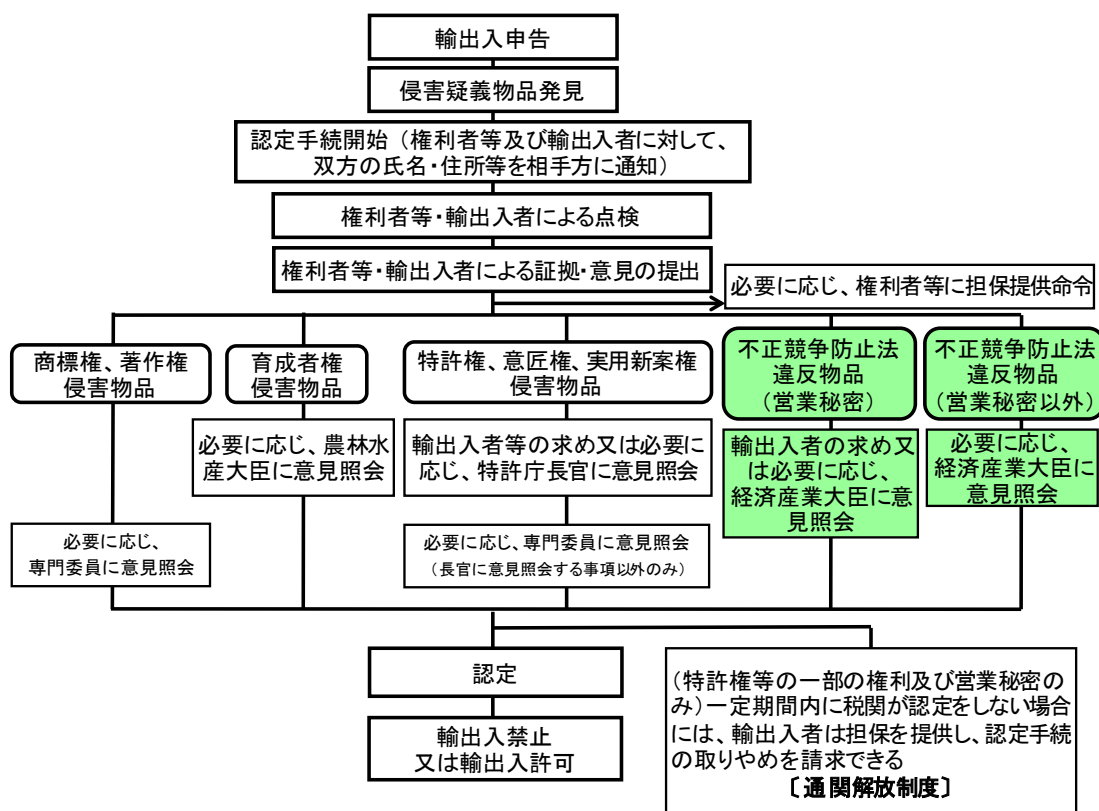 輸出入申告
侵害疑義物品発見
認定手続開始（権利者等及び輸出入者に対して、
双方の氏名・住所等を相手方に通知）
権利者等・輸出入者による点検
権利者等・輸出入者による証拠・意見の提出
必要に応じ、権利者等に担保提供命令
商標権、著作権
侵害物品
育成者権
侵害物品
特許権、意匠権、実用新案権
侵害物品
不正競争防止法
違反物品
（営業秘密）
不正競争防止法
違反物品
（営業秘密以外）
必要に応じ、農林水
産大臣に意見照会
輸出入者等の求め又は必要に
応じ、特許庁長官に意見照会
輸出入者の求め又
は必要に応じ、
経済産業大臣に意
見照会
必要に応じ、
経済産業大臣に
意見照会
必要に応じ、
専門委員に意見照会
必要に応じ、専門委員に意見照会
（長官に意見照会する事項以外のみ）
認定
輸出入禁止
又は輸出入許可
（特許権等の一部の権利及び営業秘密の
み）一定期間内に税関が認定をしない場合
には、輸出入者は担保を提供し、認定手続
の取りやめを請求できる
〔通関解放制度〕